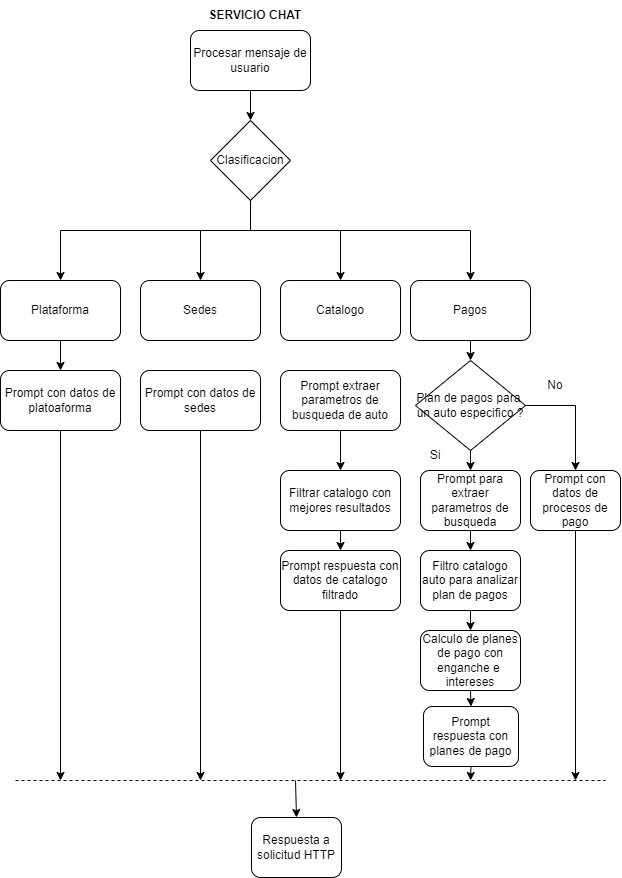 SERVICIO CHAT
Procesar mensaje de
usuario
Clasificacion
Plataforma
Sedes
Catalogo
Pagos
Prompt con datos de
platoaforma
Prompt con datos de
sedes
Prompt extraer
parametros de
busqueda de auto
Plan de pagos para
un auto especifico ?
No
Si
Filtrar catalogo con
mejores resultados
Prompt para
extraer
parametros de
busqueda
Prompt con
datos de
procesos de
pago
Prompt respuesta con
datos de catalogo
filtrado
Filtro catalogo
auto para analizar
plan de pagos
Calculo de planes
de pago con
enganche e
intereses
Prompt
respuesta con
planes de pago
Respuesta a
solicitud HTTP